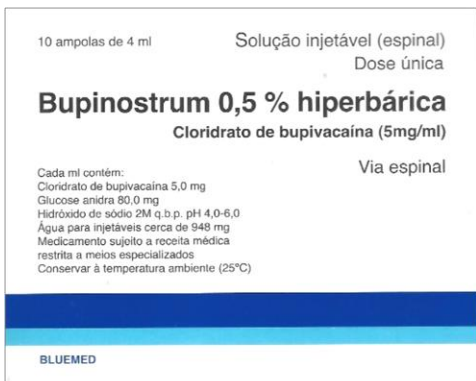 10 ampolas de 4 ml
Solução injetável (espinal)
Dose única
Bupinostrum 0,5 % hiperbárica
Cloridrato de bupivacaína (5mg/ml)
Via espinal
Cada ml contém:
Cloridrato de bupivacaína 5,0 mg
Glucose anidra 80,0 mg
Hidróxido de sódio 2M q.b.p. pH 4,0-6,0
Água para injetáveis cerca de 948 mg
Medicamento sujeito a receita médica
restrita a meios especializados
Conservar à temperatura ambiente (25ºC)
BLUEMED